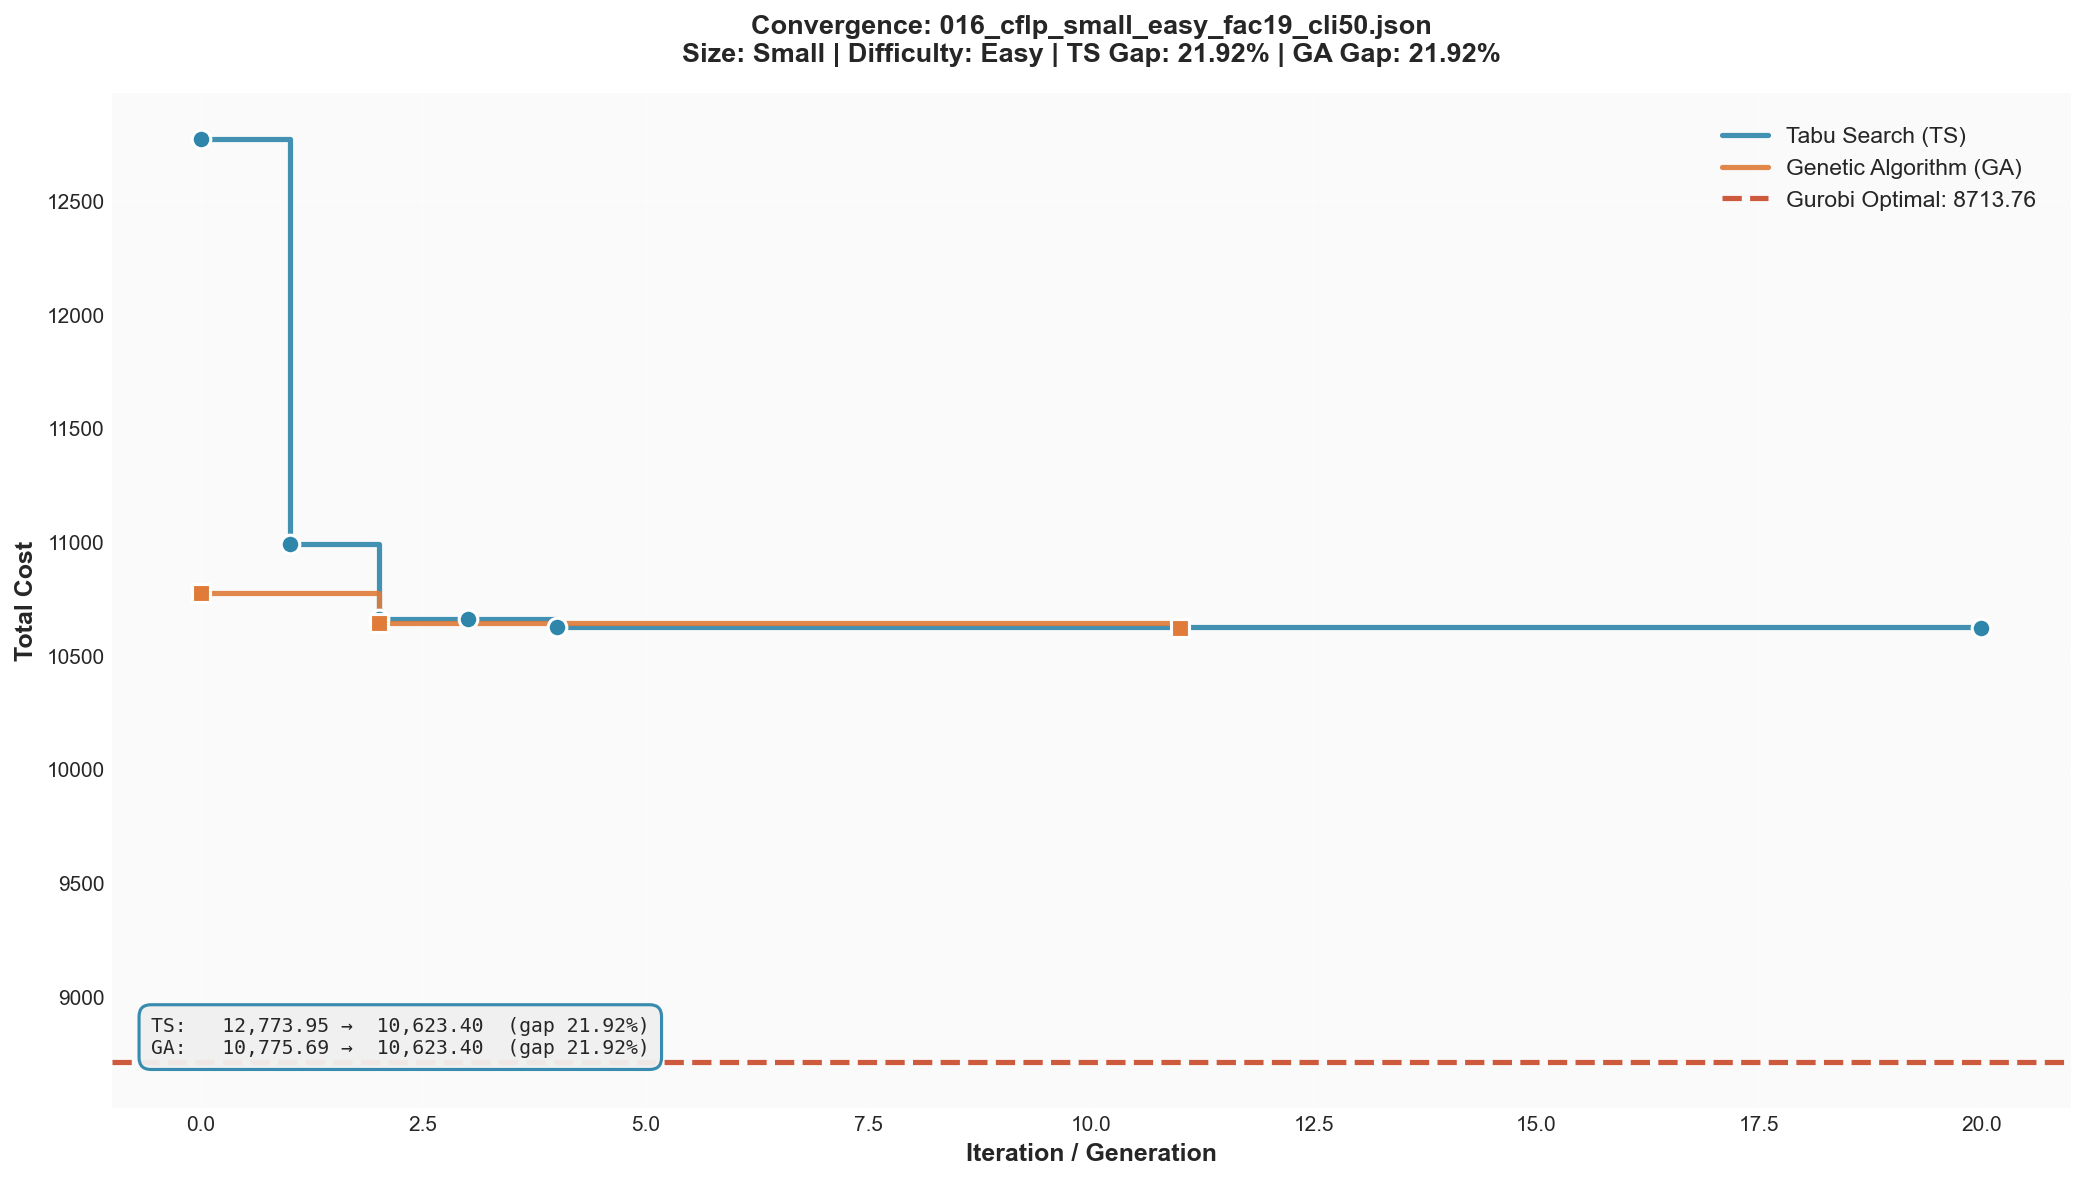 Convergence: 016_cflp_small_easy_fac19_cli50.json
Size: Small | Difficulty: Easy | TS Gap: 21.92% | GA Gap: 21.92%
Tabu Search (TS)
Genetic Algorithm (GA)
Gurobi Optimal: 8713.76
Total Cost
12500
12000
11500
11000
10500
10000
9500
9000
TS:   12,773.95 →  10,623.40  (gap 21.92%)
GA:   10,775.69 →  10,623.40  (gap 21.92%)
0.0 2.5 5.0 7.5 10.0 12.5 15.0 17.5 20.0
Iteration / Generation